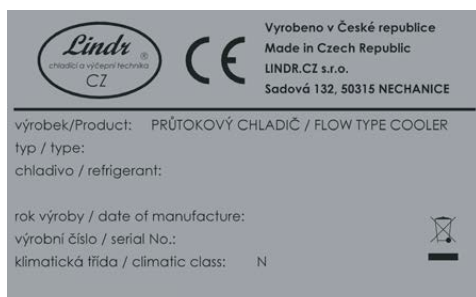 Lindr ®
chladící a výčepní technika
CZ
CE
Vyrobeno v České republice
Made in Czech Republic
LINDR.CZ s.r.o.
Sadová 132, 50315 NECHANICE
výrobek/Product: PRŮTOKOVÝ CHLADIČ / FLOW TYPE COOLER
typ / type:
chladivo / refrigerant:
rok výroby / date of manufacture:
výrobní číslo / serial No.:
klimatická třída / climatic class: N